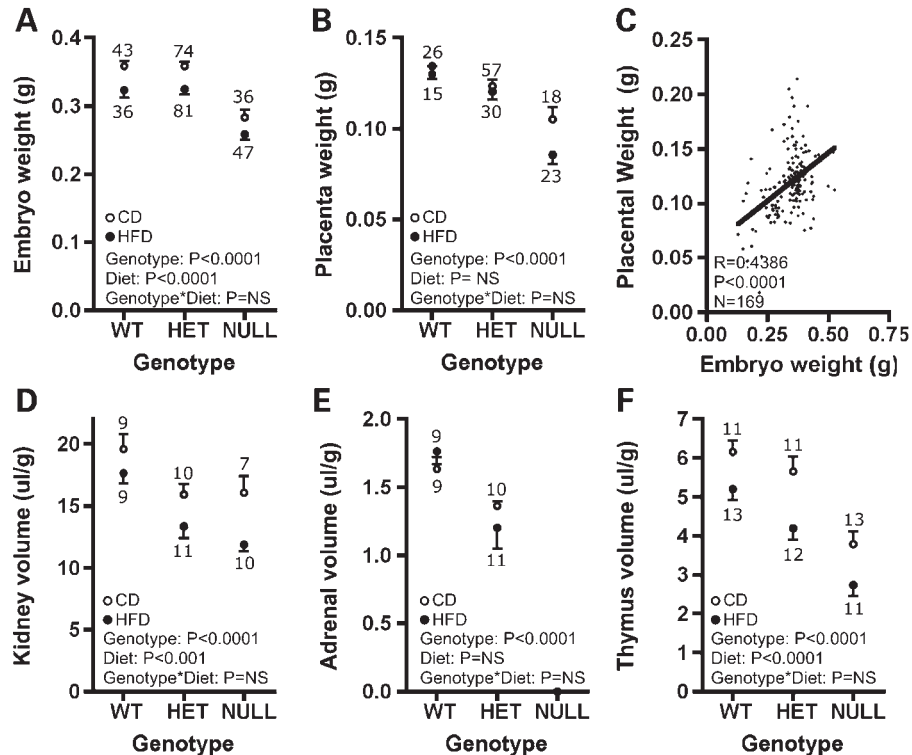 A
Embryo weight (g)
0.4
0.3
0.2
0.1
0.0
43
74
36
36
81
47
CD
HFD
Genotype: P<0.0001
Diet: P<0.0001
Genotype*Diet: P=NS
WT HET NULL
Genotype
B
Placenta weight (g)
0.15
0.10
0.05
0.00
26
57
18
15
30
23
CD
HFD
Genotype: P<0.0001
Diet: P= NS
Genotype*Diet: P=NS
WT HET NULL
Genotype
C
Placental Weight (g)
0.25
0.20
0.15
0.10
0.05
0.00
R=0.4386
P<0.0001
N=169
0.00 0.25 0.50 0.75
Embryo weight (g)
D
Kidney volume (ul/g)
20
15
10
5
0
9
10
7
9
11
10
CD
HFD
Genotype: P<0.0001
Diet: P<0.001
Genotype*Diet: P=NS
WT HET NULL
Genotype
E
Adrenal volume (ul/g)
2.0
1.5
1.0
0.5
0.0
9
10
9
11
CD
HFD
Genotype: P<0.0001
Diet: P=NS
Genotype*Diet: P=NS
WT HET NULL
Genotype
F
Thymus volume (ul/g)
7
6
5
4
3
2
1
0
11
11
13
13
12
11
CD
HFD
Genotype: P<0.0001
Diet: P<0.0001
Genotype*Diet: P=NS
WT HET NULL
Genotype